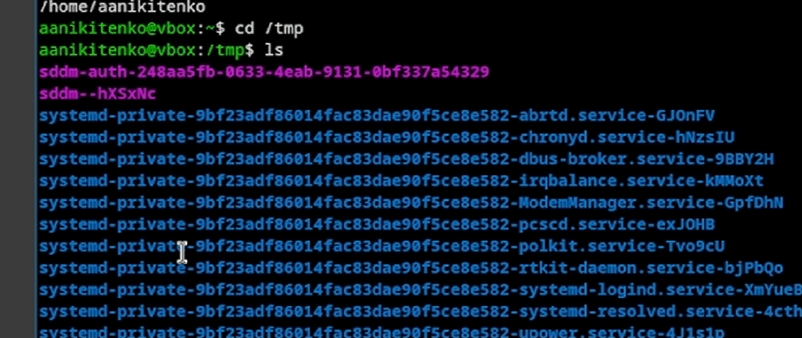 /home/aanikitenko
aanikitenko@vbox:~$ cd /tmp
aanikitenko@vbox:/tmp$ ls
sddm-auth-248aa5fb-0633-4eab-9131-0bf337a54329
sddm--hXSxNc
systemd-private-9bf23adf86014fac83dae90f5ce8e582-abrtd.service-GJOnFV
systemd-private-9bf23adf86014fac83dae90f5ce8e582-chronyd.service-hNzsIU
systemd-private-9bf23adf86014fac83dae90f5ce8e582-dbus-broker.service-9BBY2H
systemd-private-9bf23adf86014fac83dae90f5ce8e582-irqbalance.service-kMMoXt
systemd-private-9bf23adf86014fac83dae90f5ce8e582-ModemManager.service-GpfDhN
systemd-private-9bf23adf86014fac83dae90f5ce8e582-pcscd.service-exJOHB
systemd-private-9bf23adf86014fac83dae90f5ce8e582-polkit.service-Tvo9cU
systemd-private-9bf23adf86014fac83dae90f5ce8e582-rtkit-daemon.service-bjPbQo
systemd-private-9bf23adf86014fac83dae90f5ce8e582-systemd-logind.service-XmYueB
systemd-private-9bf23adf86014fac83dae90f5ce8e582-systemd-resolved.service-4cth
systemd-private-9bf23adf86014fac83dae90f5ce8e582-upower.service-4J1s1p